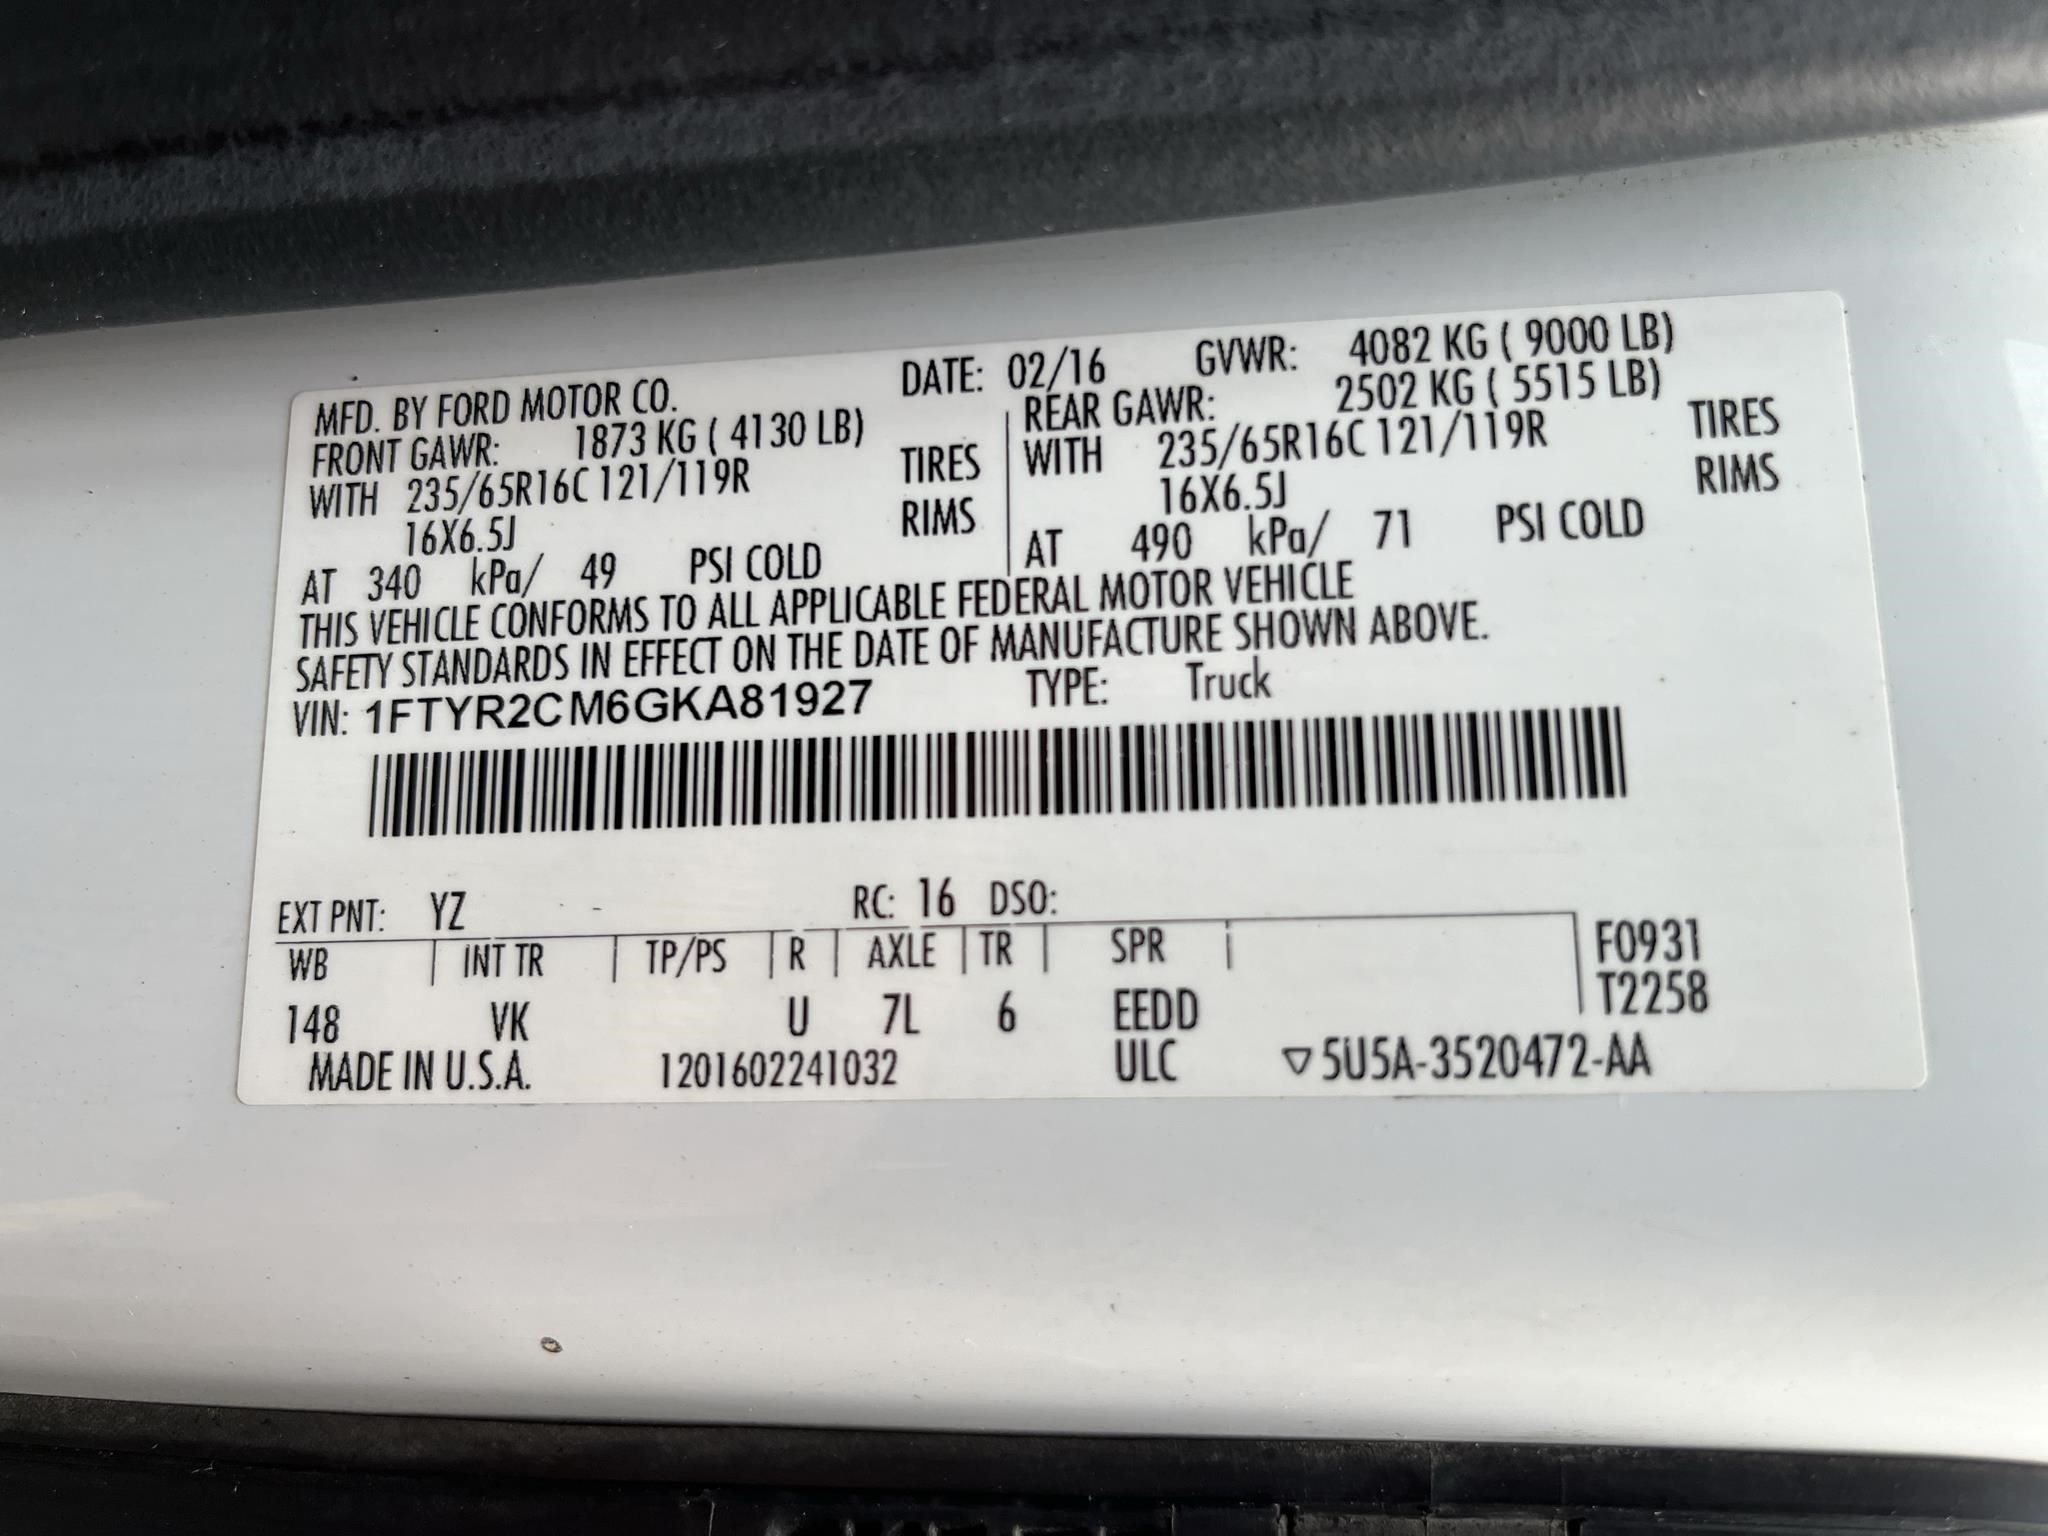 MFD. BY FORD MOTOR CO. DATE: 02/16 GVWR: 4082 KG ( 9000 LB)
FRONT GAWR: 1873 KG ( 4130 LB) REAR GAWR: 2502 KG ( 5515 LB)
WITH 235/65R16C 121/119R TIRES WITH 235/65R16C 121/119R TIRES
16X6.5J RIMS 16X6.5J RIMS
AT 340 kPa/ 49 PSI COLD AT 490 kPa/ 71 PSI COLD
THIS VEHICLE CONFORMS TO ALL APPLICABLE FEDERAL MOTOR VEHICLE
SAFETY STANDARDS IN EFFECT ON THE DATE OF MANUFACTURE SHOWN ABOVE.
VIN: 1FTYR2CM6GKA81927 TYPE: Truck
EXT PNT: YZ RC: 16 DSO:
WB INT TR TP/PS R AXLE TR SPR F0931
T2258
148 VK U 7L 6 EEDD
MADE IN U.S.A. 1201602241032 ULC ▽5U5A-3520472-AA